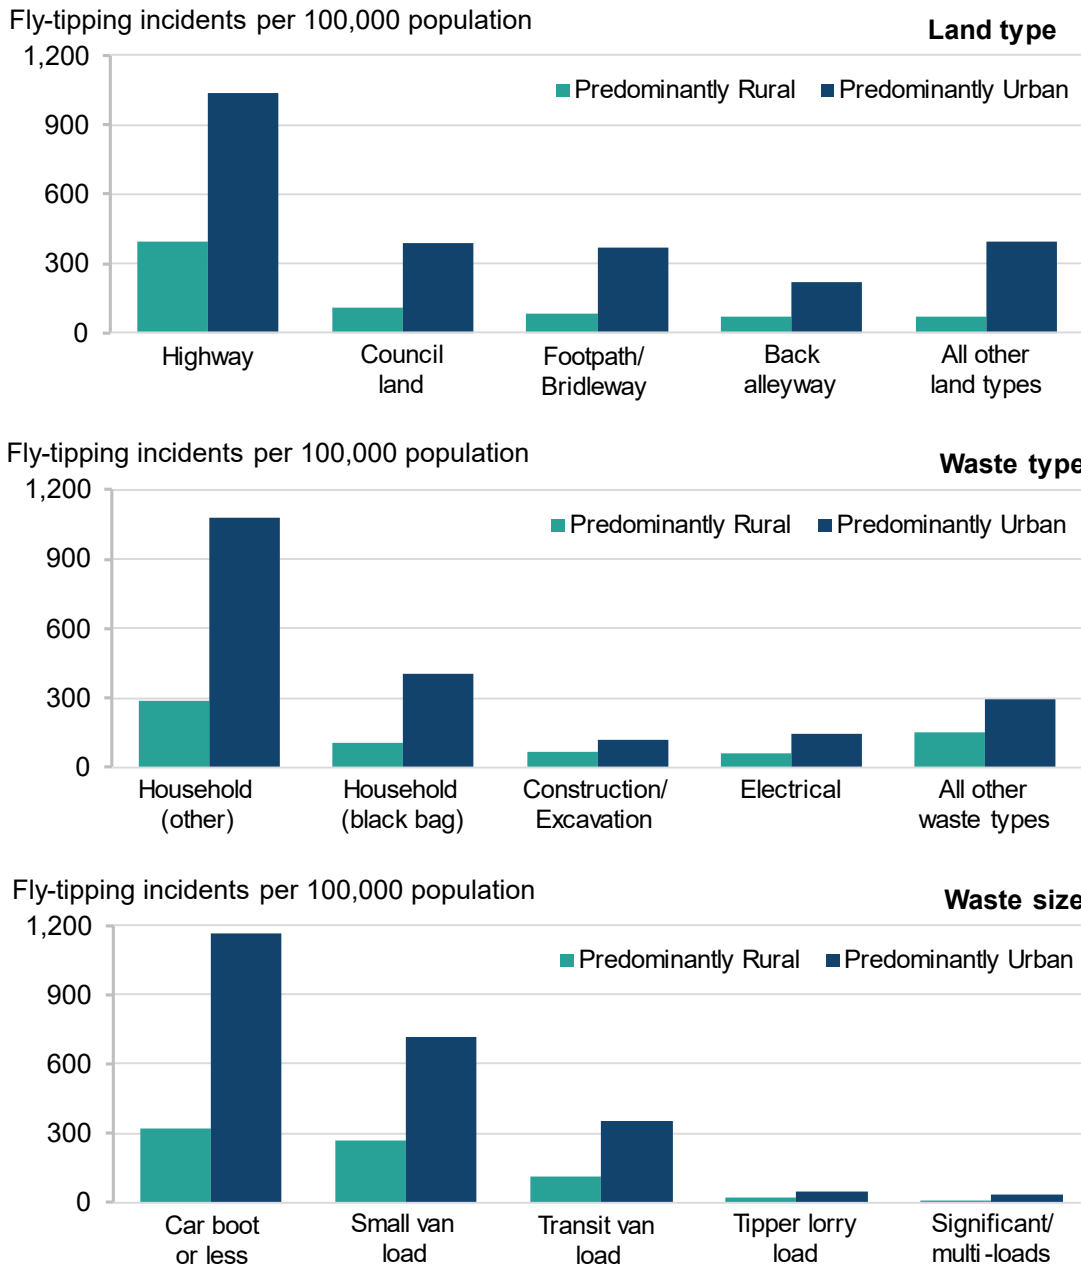 Fly-tipping incidents per 100,000 population
Land type
1,200
Predominantly Rural
Predominantly Urban
900
600
300
0
Highway
Council
land
Footpath/
Bridleway
Back
alleyway
All other
land types
Fly-tipping incidents per 100,000 population
Waste type
1,200
Predominantly Rural
Predominantly Urban
900
600
300
0
Household
(other)
Household
(black bag)
Construction/
Excavation
Electrical
All other
waste types
Fly-tipping incidents per 100,000 population
Waste size
1,200
Predominantly Rural
Predominantly Urban
900
600
300
0
Car boot
or less
Small van
load
Transit van
load
Tipper lorry
load
Significant/
multi-loads